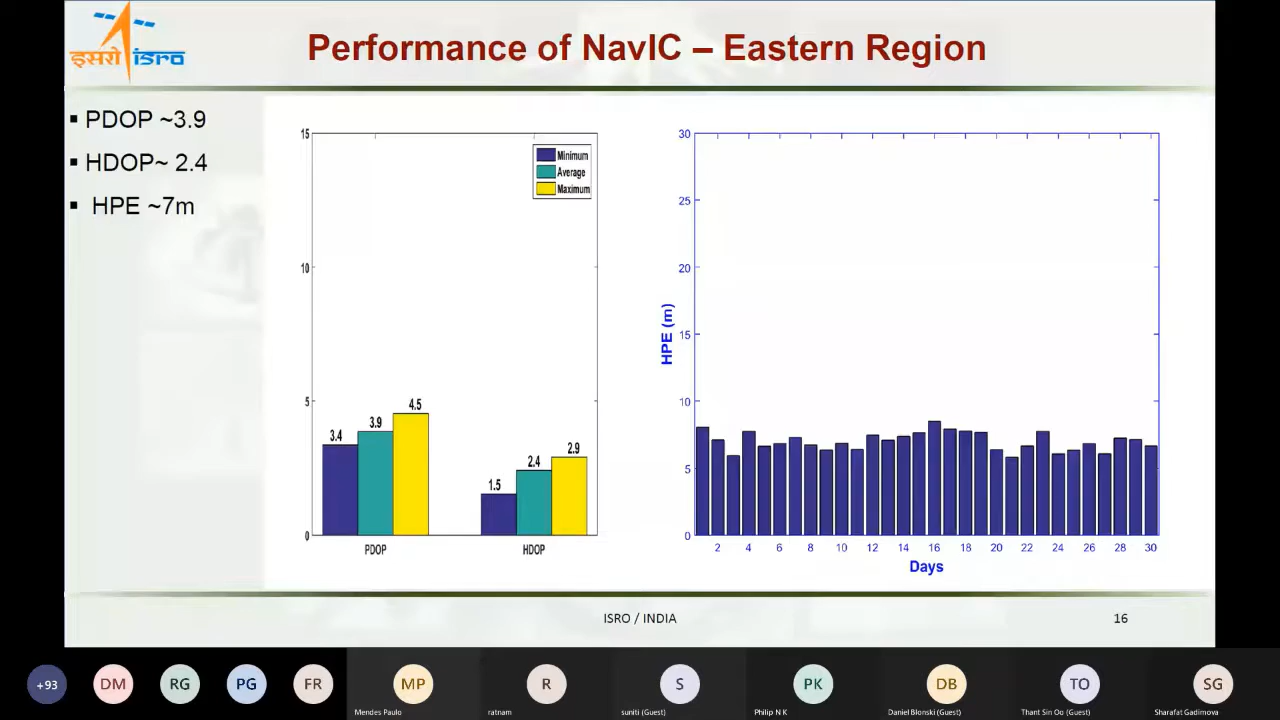 इसरो isro
Performance of NavIC – Eastern Region
▪ PDOP ~3.9
▪ HDOP~ 2.4
▪ HPE ~7m
15
10
5
0
Minimum
Average
Maximum
3.4
3.9
4.5
1.5
2.4
2.9
PDOP
HDOP
HPE (m)
30
25
20
15
10
5
0
2 4 6 8 10 12 14 16 18 20 22 24 26 28 30
Days
ISRO / INDIA
16
+93 DM RG PG FR MP R S PK DB TO SG
Mendes Paulo ratnam suniti (Guest) Philip N K Daniel Blonski (Guest) Thant Sin Oo (Guest) Sharafat Gadimova